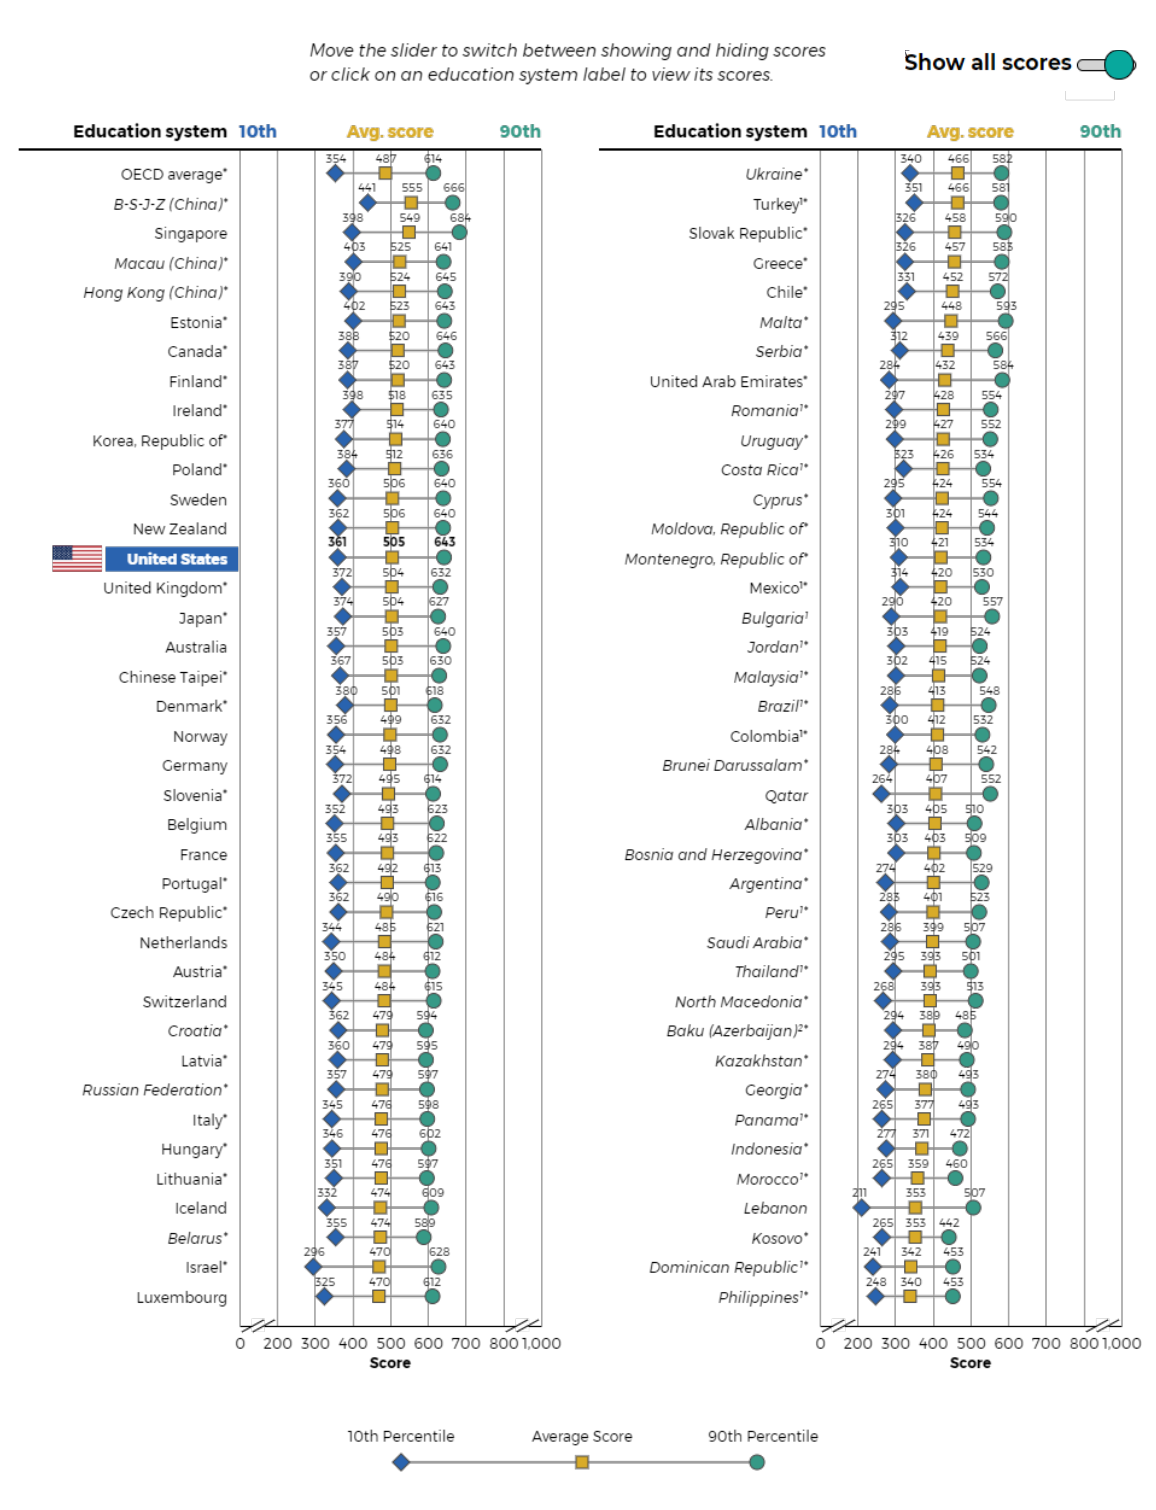 Move the slider to switch between showing and hiding scores
or click on an education system label to view its scores.
Show all scores
Education system 10th Avg. score 90th
OECD average* 354 487 614
B-S-J-Z (China)* 441 555 666
Singapore 398 549 684
Macau (China)* 403 525 641
Hong Kong (China)* 390 524 645
Estonia* 402 523 643
Canada* 388 520 646
Finland* 387 520 643
Ireland* 398 518 635
Korea, Republic of* 377 514 640
Poland* 384 512 636
Sweden 360 506 640
New Zealand 362 506 640
United States 361 505 643
United Kingdom* 372 504 632
Japan* 374 504 627
Australia 357 503 640
Chinese Taipei* 367 503 630
Denmark* 380 501 618
Norway 356 499 632
Germany 354 498 632
Slovenia* 372 495 614
Belgium 352 493 623
France 355 493 622
Portugal* 362 492 613
Czech Republic* 362 490 616
Netherlands 344 485 621
Austria* 350 484 612
Switzerland 345 484 615
Croatia* 362 479 594
Latvia* 360 479 595
Russian Federation* 357 479 597
Italy* 345 476 598
Hungary* 346 476 602
Lithuania* 351 476 597
Iceland 332 474 609
Belarus* 355 474 589
Israel* 296 470 628
Luxembourg 325 470 612
0 200 300 400 500 600 700 800 1,000
Score
Education system 10th Avg. score 90th
Ukraine* 340 466 582
Turkey¹* 351 466 581
Slovak Republic* 326 458 590
Greece* 326 457 583
Chile* 331 452 572
Malta* 295 448 593
Serbia* 312 439 566
United Arab Emirates* 284 432 584
Romania¹* 297 428 554
Uruguay* 299 427 552
Costa Rica¹* 323 426 534
Cyprus* 295 424 554
Moldova, Republic of* 301 424 544
Montenegro, Republic of* 310 421 534
Mexico¹* 314 420 530
Bulgaria¹ 290 420 557
Jordan¹* 303 419 524
Malaysia¹* 302 415 524
Brazil¹* 286 413 548
Colombia¹* 300 412 532
Brunei Darussalam* 284 408 542
Qatar 264 407 552
Albania* 303 405 510
Bosnia and Herzegovina* 303 403 509
Argentina* 274 402 529
Peru¹* 283 401 523
Saudi Arabia* 286 399 507
Thailand¹* 295 393 501
North Macedonia* 268 393 513
Baku (Azerbaijan)²* 294 389 485
Kazakhstan* 294 387 490
Georgia* 274 380 493
Panama¹* 265 377 493
Indonesia* 277 371 472
Morocco¹* 265 359 460
Lebanon 211 353 507
Kosovo* 265 353 442
Dominican Republic¹* 241 342 453
Philippines¹* 248 340 453
0 200 300 400 500 600 700 800 1,000
Score
10th Percentile Average Score 90th Percentile